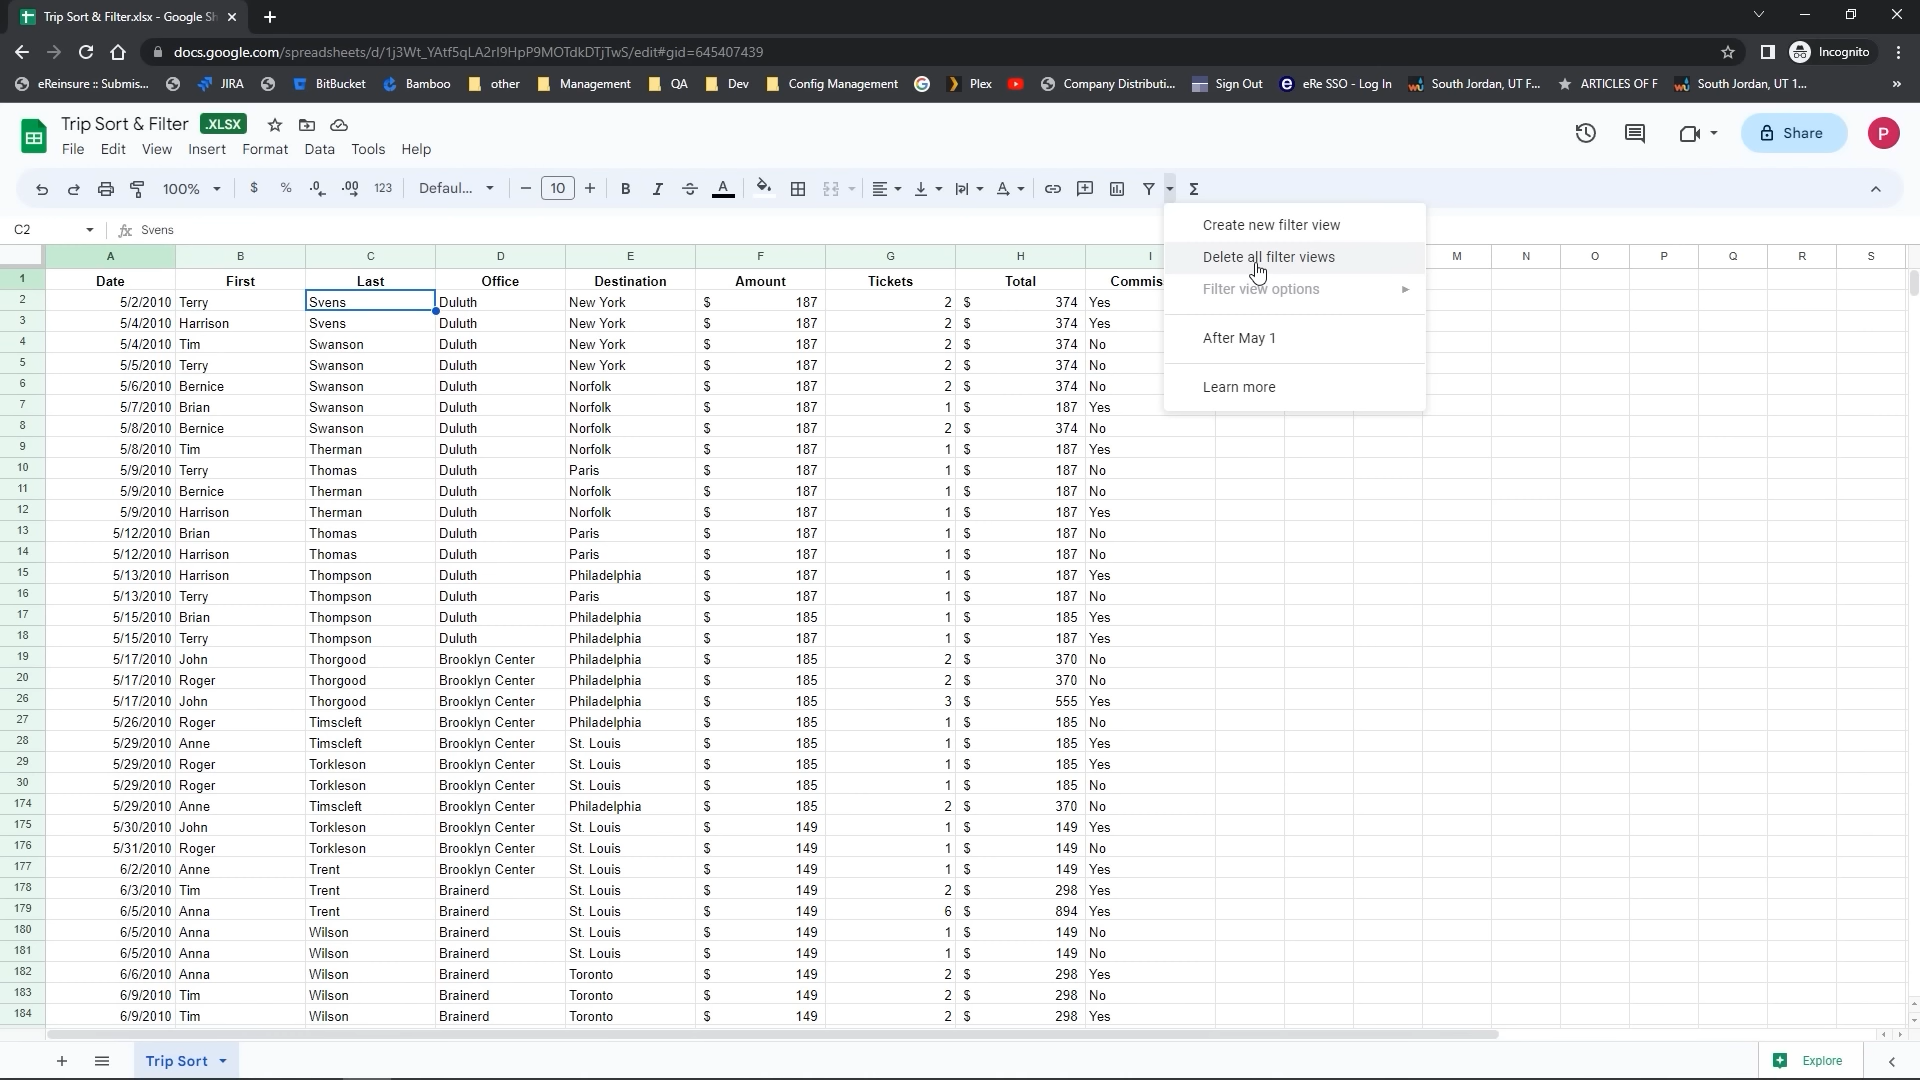 Trip Sort & Filter.xlsx - Google Sh
docs.google.com/spreadsheets/d/1j3Wt_YAtf5qLA2rI9HpP9MOTdkDTjTwS/edit#gid=645407439
Incognito
eReinsure :: Submis... JIRA BitBucket Bamboo other Management QA Dev Config Management Plex Company Distributi... Sign Out eRe SSO - Log In South Jordan, UT F... ARTICLES OF F South Jordan, UT 1... »
Trip Sort & Filter .XLSX
Share P
File Edit View Insert Format Data Tools Help
100% $ % .0 .00 123 Defaul... 10 B I A Σ
C2 fx Svens
Create new filter view
Delete all filter views
Filter view options
After May 1
Learn more
A B C D E F G H I M N O P Q R S
1 Date First Last Office Destination Amount Tickets Total Commis
2 5/2/2010 Terry Svens Duluth New York $ 187 2 $ 374 Yes
3 5/4/2010 Harrison Svens Duluth New York $ 187 2 $ 374 Yes
4 5/4/2010 Tim Swanson Duluth New York $ 187 2 $ 374 No
5 5/5/2010 Terry Swanson Duluth New York $ 187 2 $ 374 No
6 5/6/2010 Bernice Swanson Duluth Norfolk $ 187 2 $ 374 No
7 5/7/2010 Brian Swanson Duluth Norfolk $ 187 1 $ 187 Yes
8 5/8/2010 Bernice Swanson Duluth Norfolk $ 187 2 $ 374 No
9 5/8/2010 Tim Therman Duluth Norfolk $ 187 1 $ 187 Yes
10 5/9/2010 Terry Thomas Duluth Paris $ 187 1 $ 187 No
11 5/9/2010 Bernice Therman Duluth Norfolk $ 187 1 $ 187 No
12 5/9/2010 Harrison Therman Duluth Norfolk $ 187 1 $ 187 Yes
13 5/12/2010 Brian Thomas Duluth Paris $ 187 1 $ 187 No
14 5/12/2010 Harrison Thomas Duluth Paris $ 187 1 $ 187 No
15 5/13/2010 Harrison Thompson Duluth Philadelphia $ 187 1 $ 187 Yes
16 5/13/2010 Terry Thompson Duluth Paris $ 187 1 $ 187 No
17 5/15/2010 Brian Thompson Duluth Philadelphia $ 185 1 $ 185 Yes
18 5/15/2010 Terry Thompson Duluth Philadelphia $ 187 1 $ 187 Yes
19 5/17/2010 John Thorgood Brooklyn Center Philadelphia $ 185 2 $ 370 No
20 5/17/2010 Roger Thorgood Brooklyn Center Philadelphia $ 185 2 $ 370 No
26 5/17/2010 John Thorgood Brooklyn Center Philadelphia $ 185 3 $ 555 Yes
27 5/26/2010 Roger Timscleft Brooklyn Center Philadelphia $ 185 1 $ 185 No
28 5/29/2010 Anne Timscleft Brooklyn Center St. Louis $ 185 1 $ 185 Yes
29 5/29/2010 Roger Torkleson Brooklyn Center St. Louis $ 185 1 $ 185 Yes
30 5/29/2010 Roger Torkleson Brooklyn Center St. Louis $ 185 1 $ 185 No
174 5/29/2010 Anne Timscleft Brooklyn Center Philadelphia $ 185 2 $ 370 No
175 5/30/2010 John Torkleson Brooklyn Center St. Louis $ 149 1 $ 149 Yes
176 5/31/2010 Roger Torkleson Brooklyn Center St. Louis $ 149 1 $ 149 No
177 6/2/2010 Anne Trent Brooklyn Center St. Louis $ 149 1 $ 149 Yes
178 6/3/2010 Tim Trent Brainerd St. Louis $ 149 2 $ 298 Yes
179 6/5/2010 Anna Trent Brainerd St. Louis $ 149 6 $ 894 Yes
180 6/5/2010 Anna Wilson Brainerd St. Louis $ 149 1 $ 149 No
181 6/5/2010 Anna Wilson Brainerd St. Louis $ 149 1 $ 149 No
182 6/6/2010 Anna Wilson Brainerd Toronto $ 149 2 $ 298 Yes
183 6/9/2010 Tim Wilson Brainerd Toronto $ 149 2 $ 298 No
184 6/9/2010 Tim Wilson Brainerd Toronto $ 149 2 $ 298 Yes
Trip Sort Explore